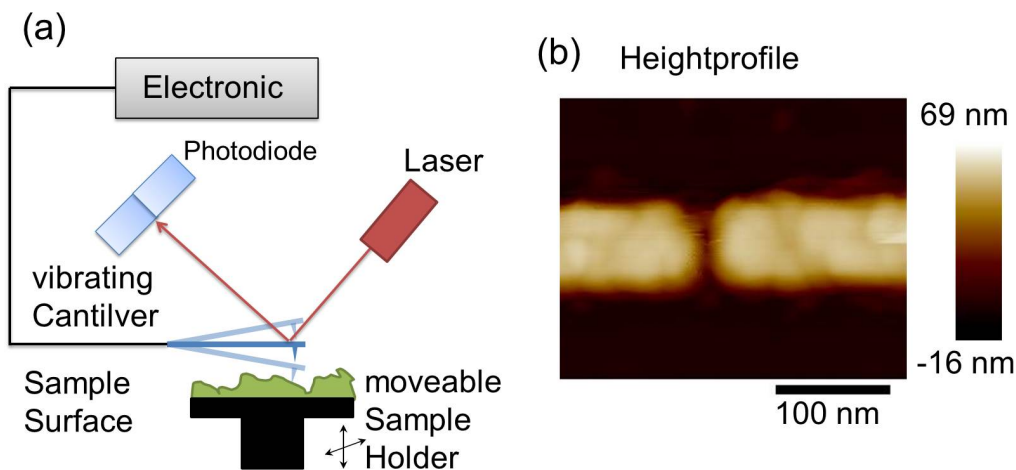 (a)
Electronic
Photodiode
Laser
vibrating
Cantilver
Sample
Surface
moveable
Sample
Holder
(b) Heightprofile
69 nm
-16 nm
100 nm